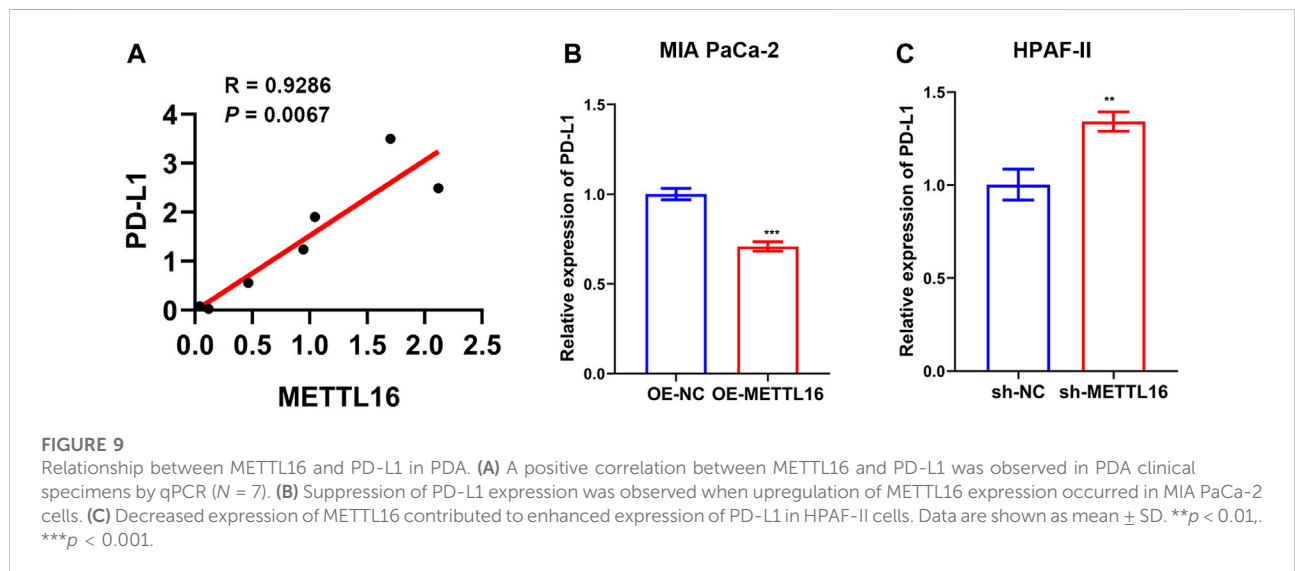 A
R = 0.9286
P = 0.0067
4
3
2
1
0
PD-L1
0.0 0.5 1.0 1.5 2.0 2.5
METTL16
B
MIA PaCa-2
Relative expression of PD-L1
1.5
1.0
0.5
0.0
***
OE-NC OE-METTL16
C
HPAF-II
Relative expression of PD-L1
1.5
1.0
0.5
0.0
**
sh-NC sh-METTL16
FIGURE 9
Relationship between METTL16 and PD-L1 in PDA. (A) A positive correlation between METTL16 and PD-L1 was observed in PDA clinical
specimens by qPCR (N = 7). (B) Suppression of PD-L1 expression was observed when upregulation of METTL16 expression occurred in MIA PaCa-2
cells. (C) Decreased expression of METTL16 contributed to enhanced expression of PD-L1 in HPAF-II cells. Data are shown as mean ± SD. **p < 0.01,.
***p < 0.001.